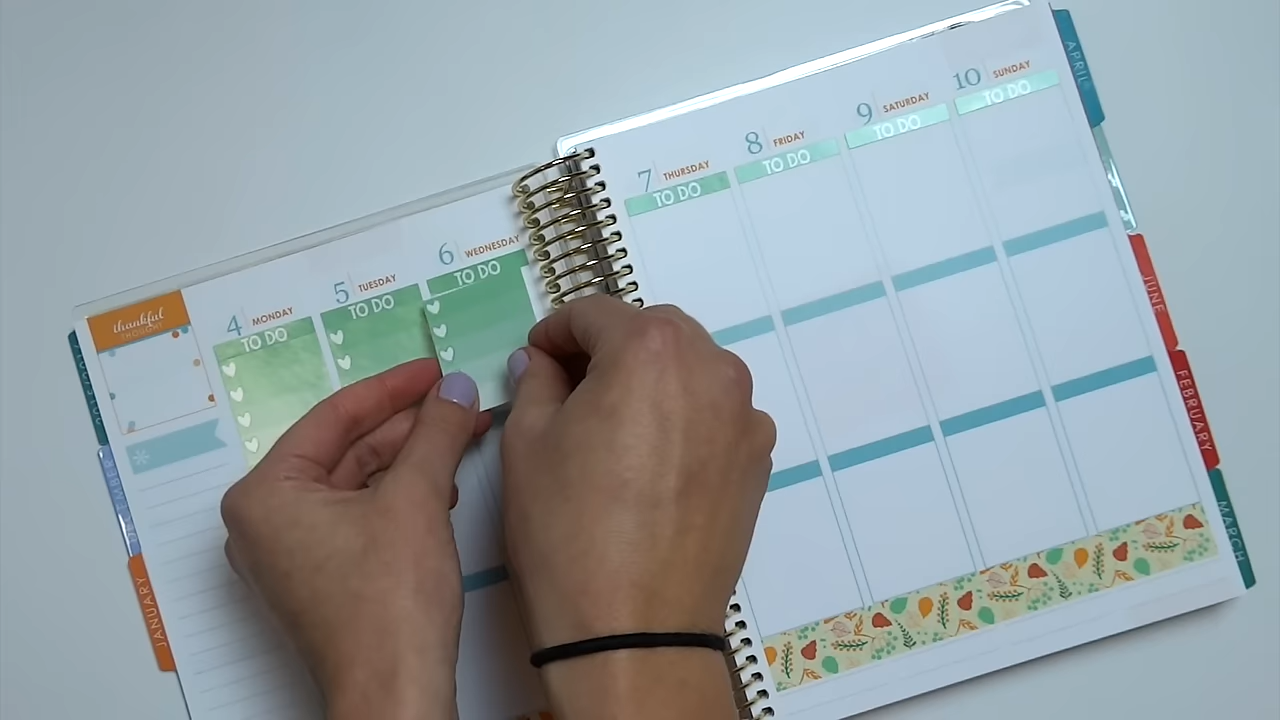 thankful
THOUGHT
4 MONDAY
TO DO
5 TUESDAY
TO DO
6 WEDNESDAY
TO DO
7 THURSDAY
TO DO
8 FRIDAY
TO DO
9 SATURDAY
TO DO
10 SUNDAY
TO DO
JANUARY
APRIL
JUNE
FEBRUARY
MARCH